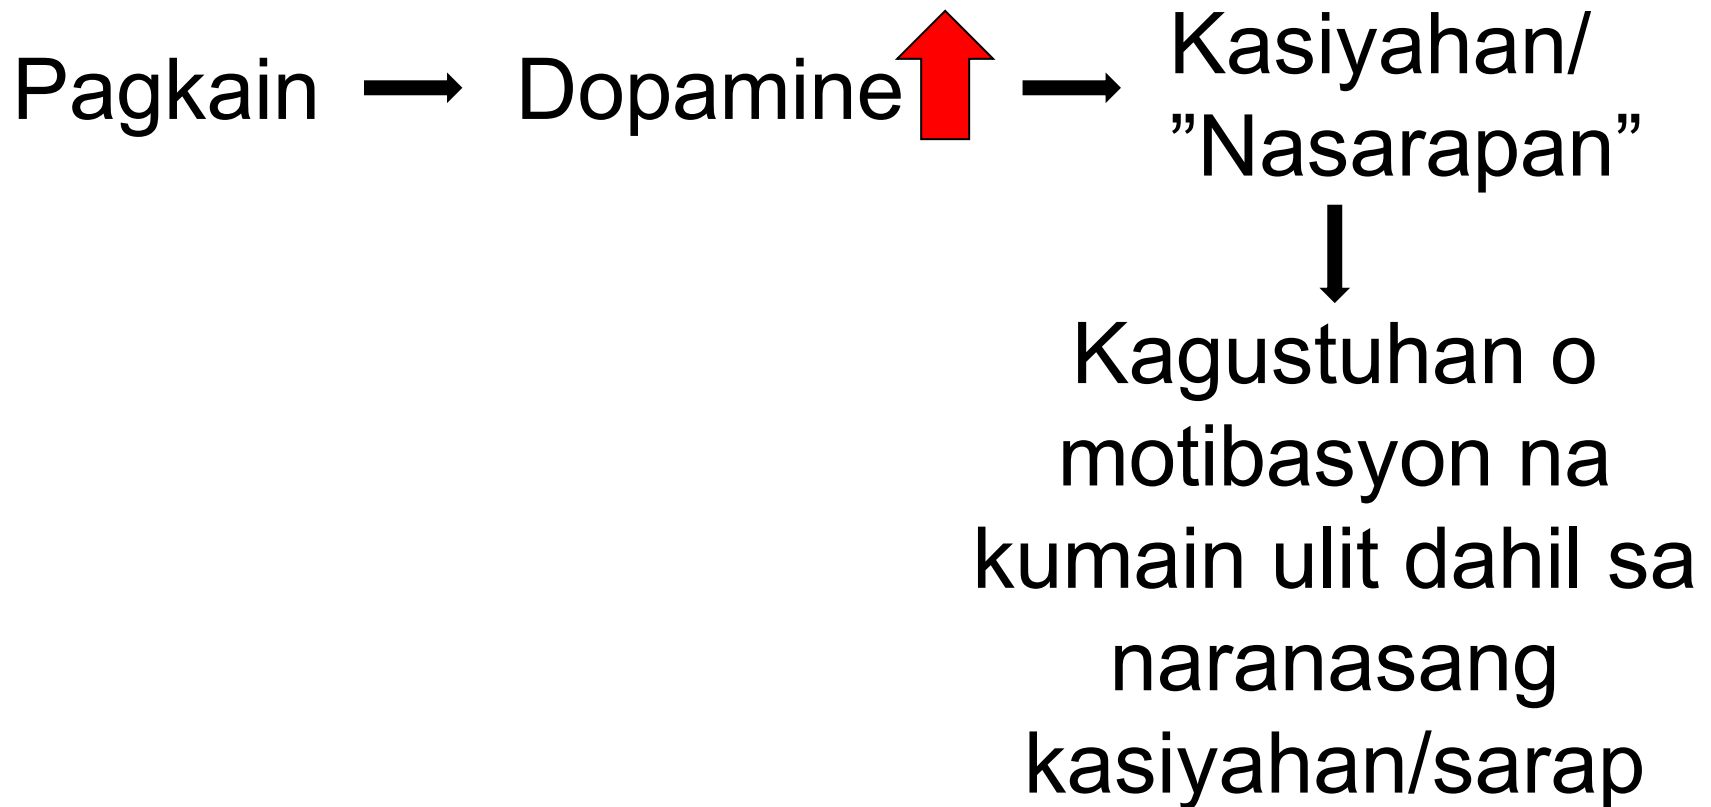 Pagkain
Dopamine
Kasiyahan/
”Nasarapan”
Kagustuhan o
motibasyon na
kumain ulit dahil sa
naranasang
kasiyahan/sarap